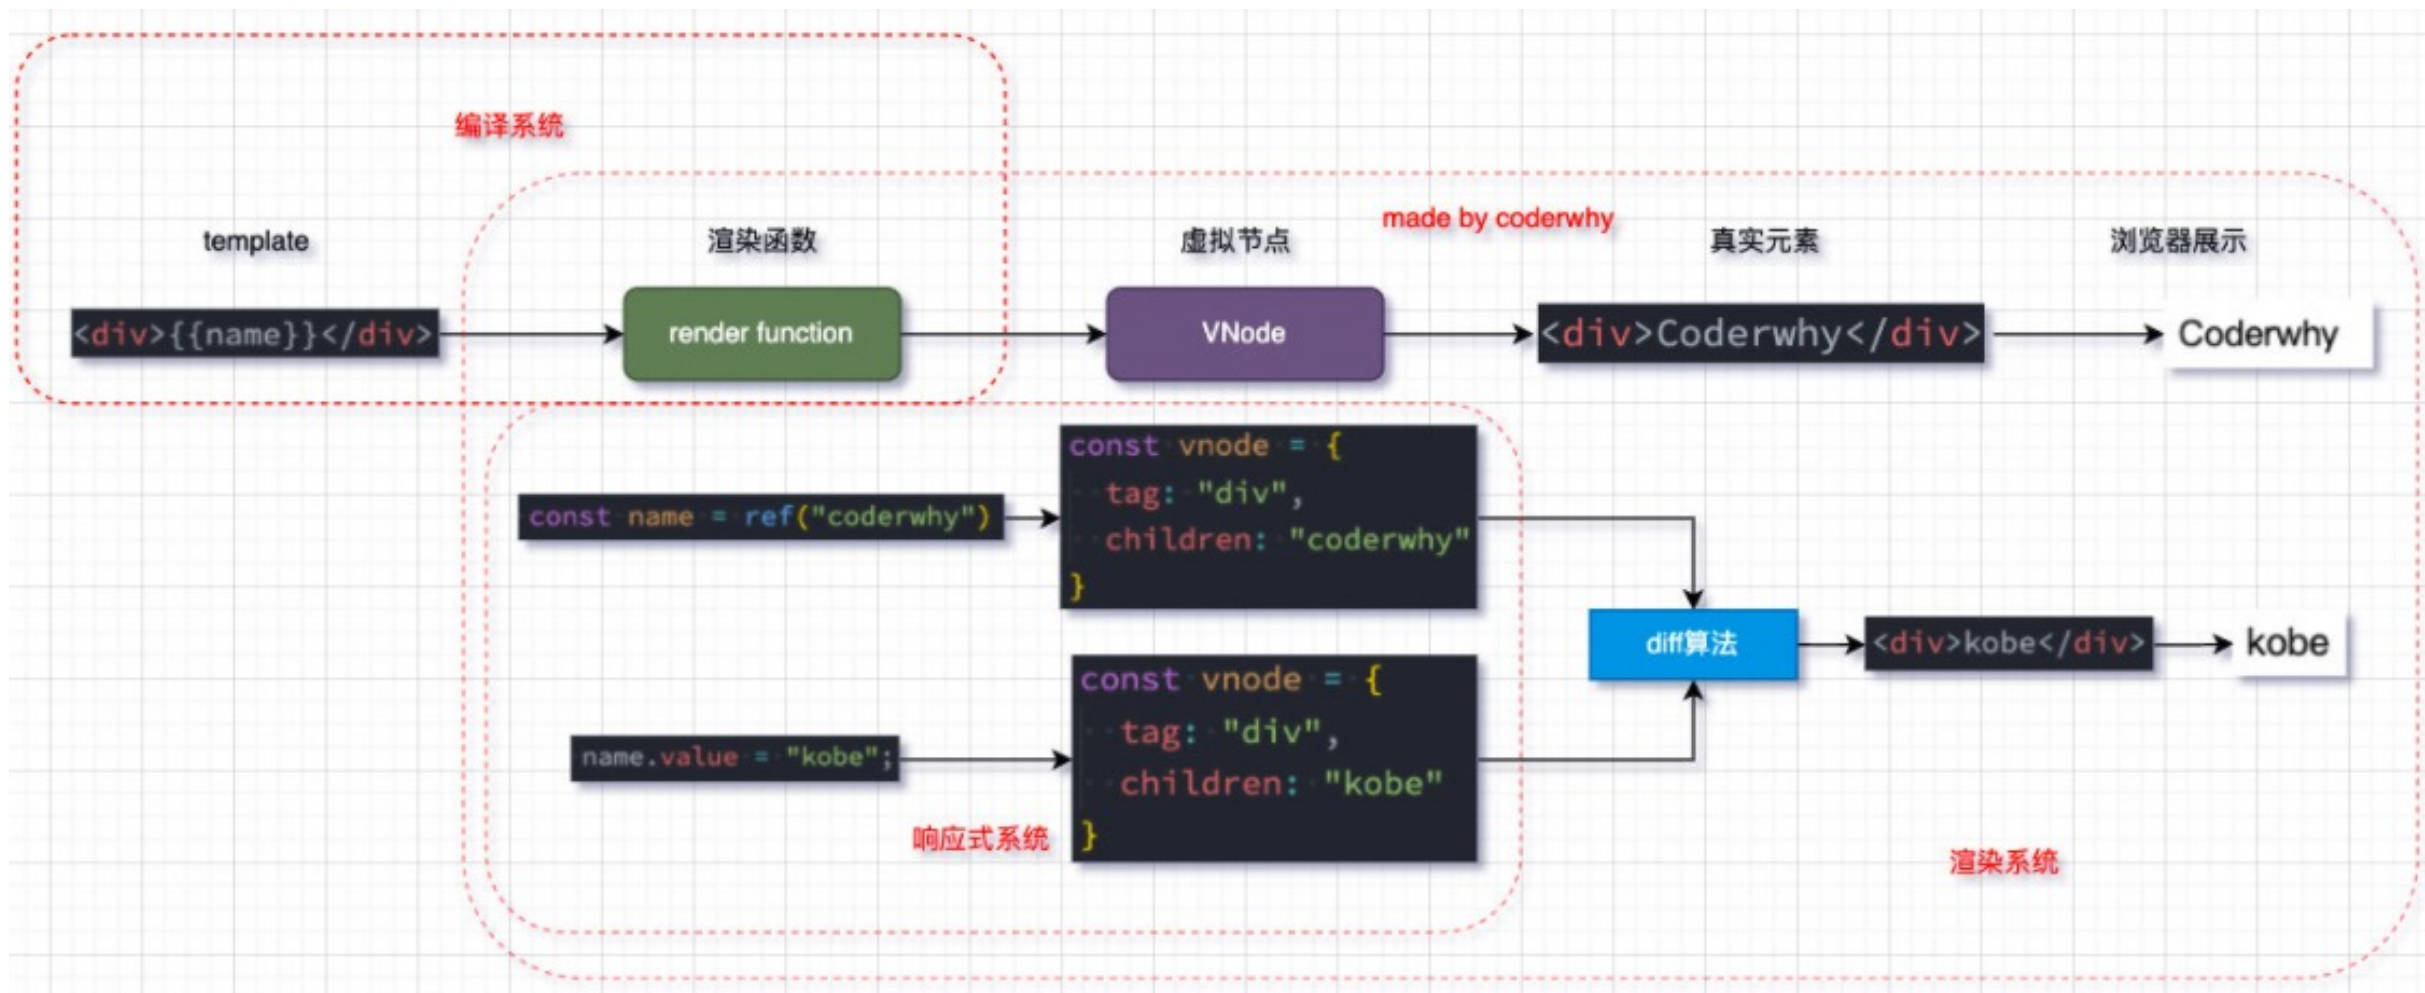 编译系统
made by coderwhy
template
渲染函数
虚拟节点
真实元素
浏览器展示
<div>{{name}}</div>
render function
VNode
<div>Coderwhy</div>
Coderwhy
const name = ref("coderwhy")
const vnode = {
tag: "div",
children: "coderwhy"
}
diff算法
<div>kobe</div>
kobe
name.value = "kobe";
const vnode = {
tag: "div",
children: "kobe"
}
响应式系统
渲染系统